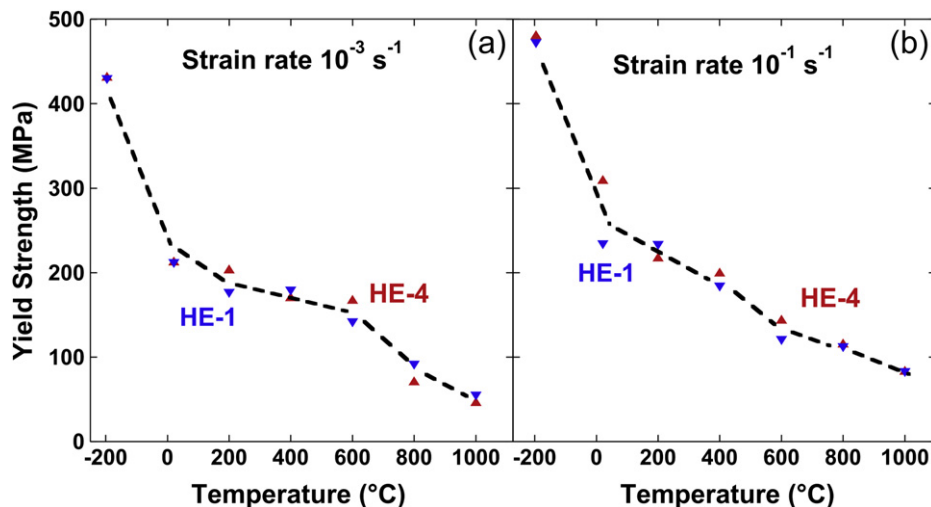 Yield Strength (MPa)
500
400
300
200
100
0
Strain rate 10⁻³ s⁻¹
(a)
HE-1
HE-4
-200 0 200 400 600 800 1000
Temperature (°C)
Strain rate 10⁻¹ s⁻¹
(b)
HE-1
HE-4
-200 0 200 400 600 800 1000
Temperature (°C)